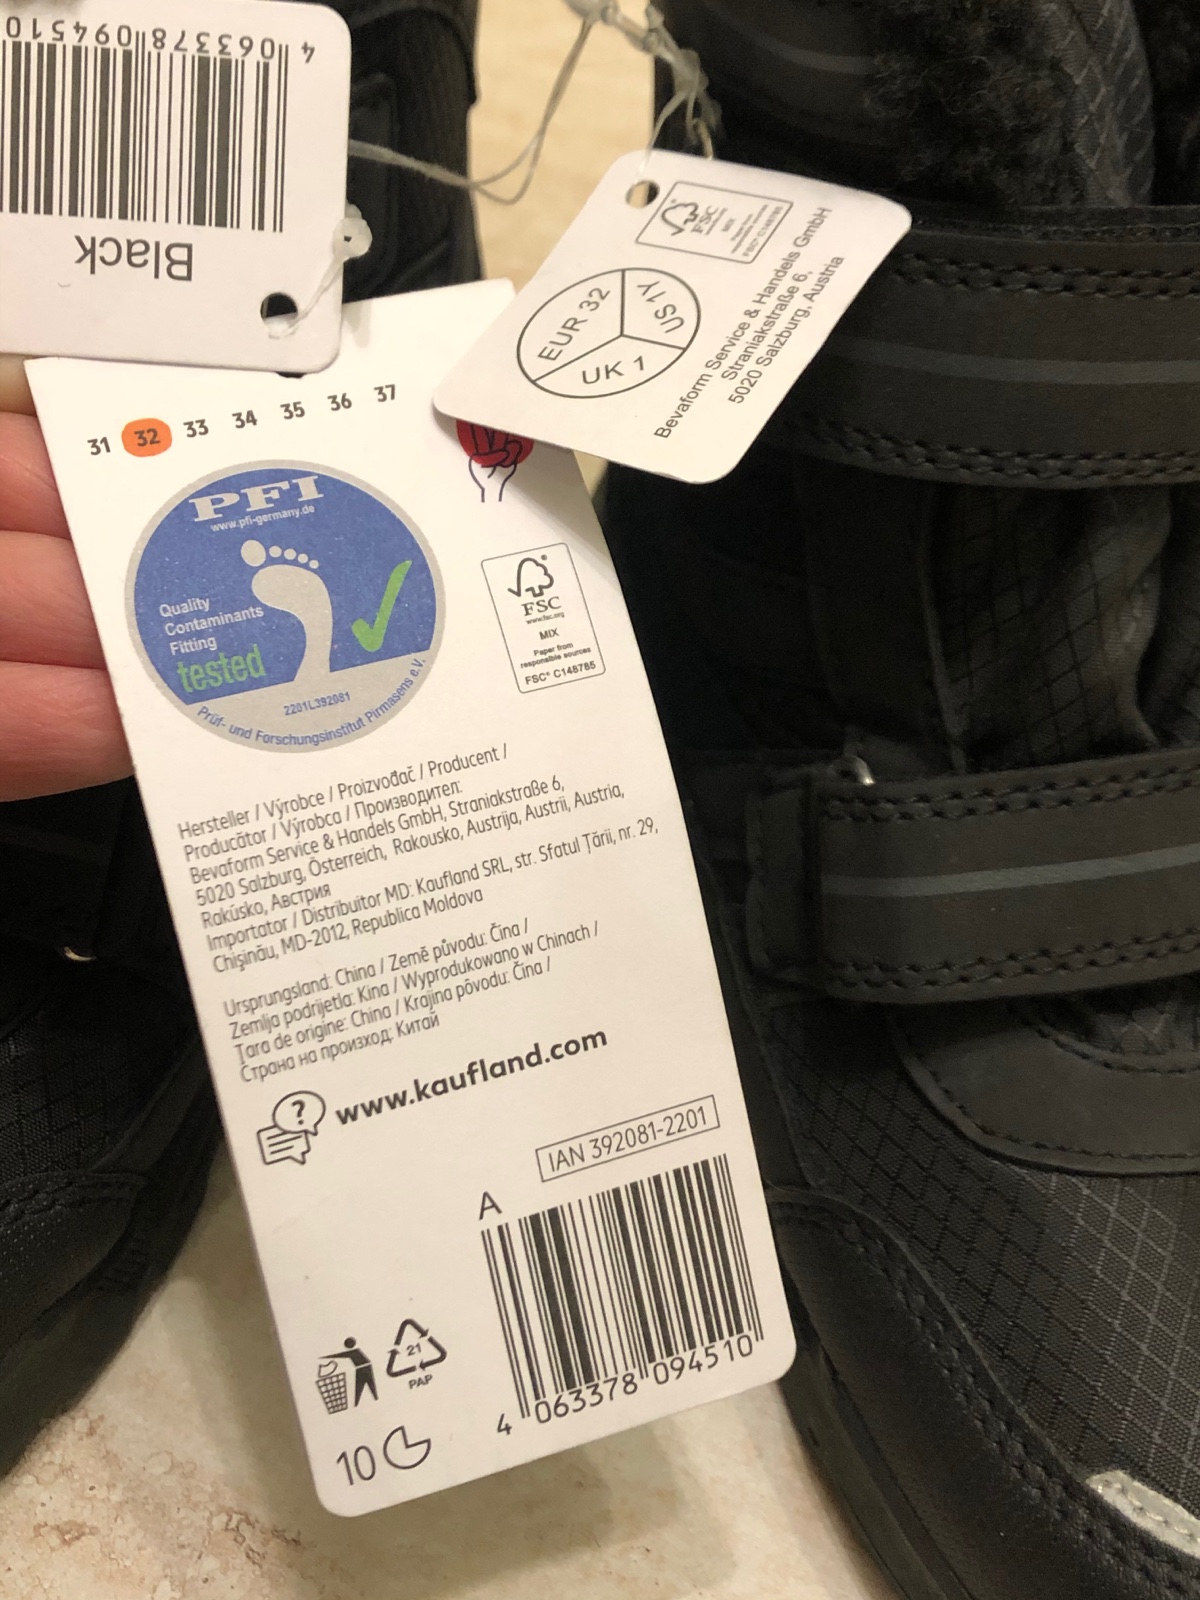 4 063378 094510
Black
FSC
MIX
FSC® C148785
EUR 32
US 1Y
UK 1
Bevaform Service & Handels GmbH
Straniakstraße 6,
5020 Salzburg, Austria
31 32 33 34 35 36 37
PFI
www.pfi-germany.de
Quality
Contaminants
Fitting
tested
2201L392081
Prüf- und Forschungsinstitut Pirmasens e.V.
FSC
www.fsc.org
MIX
Paper from
responsible sources
FSC® C148785
Hersteller / Výrobce / Proizvođač / Producent /
Producător / Výrobca / Производител:
Bevaform Service & Handels GmbH, Straniakstraße 6,
5020 Salzburg, Österreich, Rakousko, Austrija, Austrii, Austria,
Rakúsko, Австрия
Importator / Distribuitor MD: Kaufland SRL, str. Sfatul Țării, nr. 29,
Chișinău, MD-2012, Republica Moldova
Ursprungsland: China / Země původu: Čína /
Zemlja podrijetla: Kina / Wyprodukowano w Chinach /
Țara de origine: China / Krajina pôvodu: Čína /
Страна на произход: Китай
?
www.kaufland.com
IAN 392081-2201
A
4 063378 094510
21
PAP
10